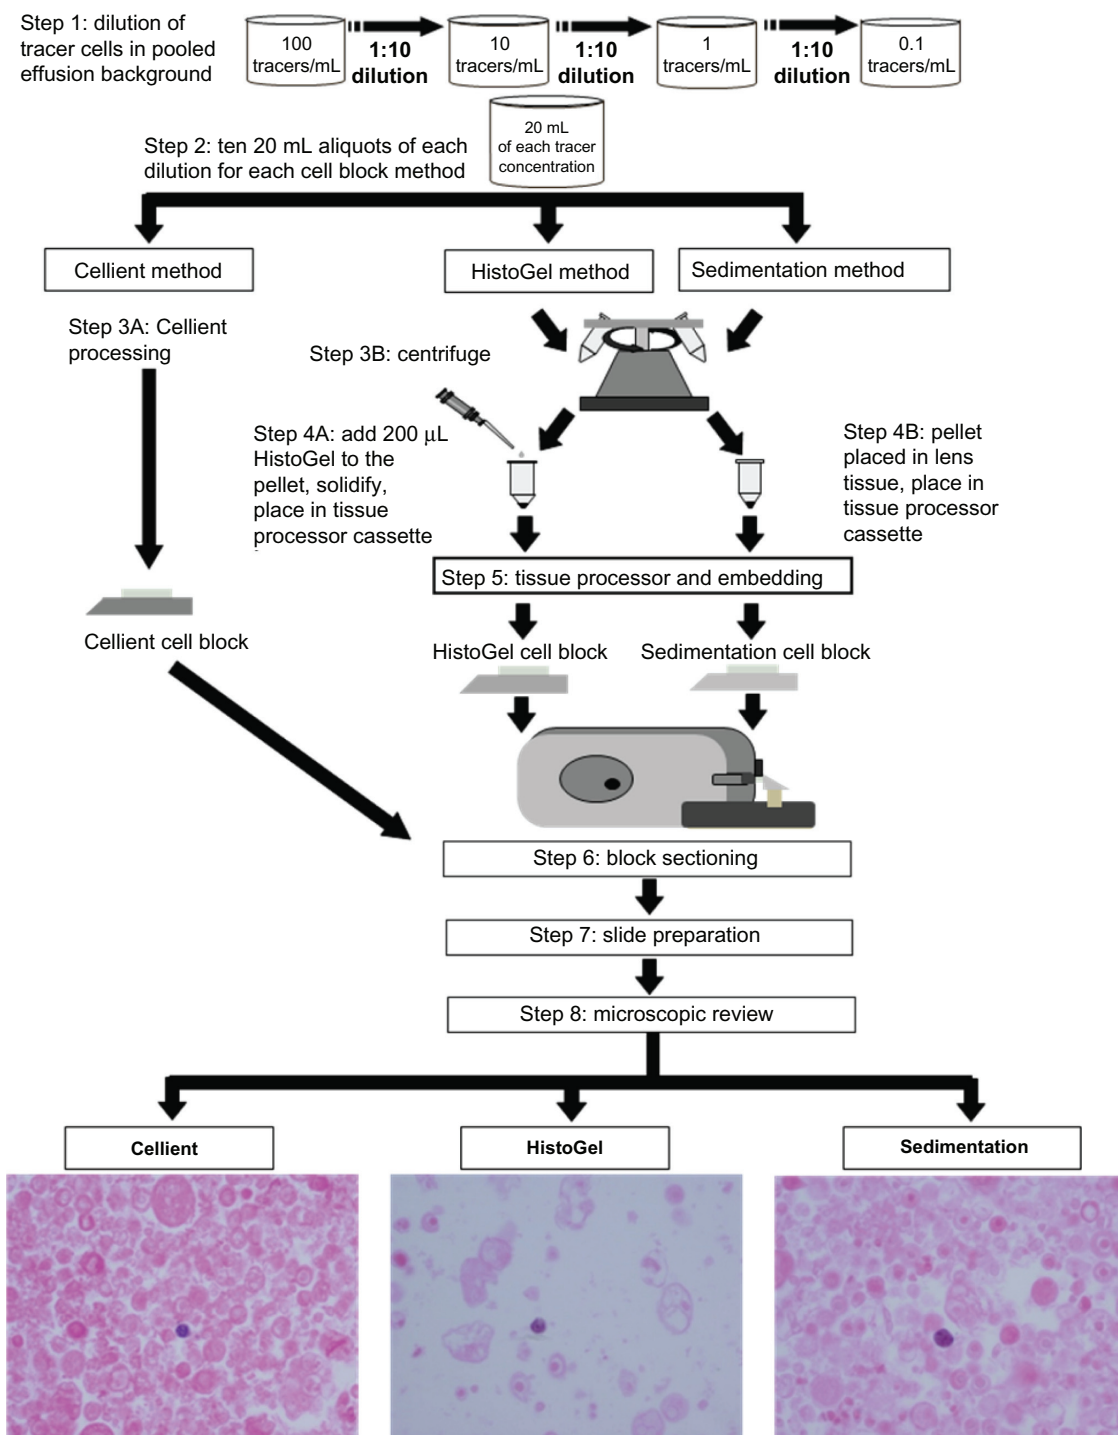 Step 1: dilution of
tracer cells in pooled
effusion background
100
tracers/mL
1:10
dilution
10
tracers/mL
1:10
dilution
1
tracers/mL
1:10
dilution
0.1
tracers/mL
Step 2: ten 20 mL aliquots of each
dilution for each cell block method
20 mL
of each tracer
concentration
Cellient method
HistoGel method
Sedimentation method
Step 3A: Cellient
processing
Step 3B: centrifuge
Step 4A: add 200 µL
HistoGel to the
pellet, solidify,
place in tissue
processor cassette
Step 4B: pellet
placed in lens
tissue, place in
tissue processor
cassette
Step 5: tissue processor and embedding
Cellient cell block
HistoGel cell block
Sedimentation cell block
Step 6: block sectioning
Step 7: slide preparation
Step 8: microscopic review
Cellient
HistoGel
Sedimentation